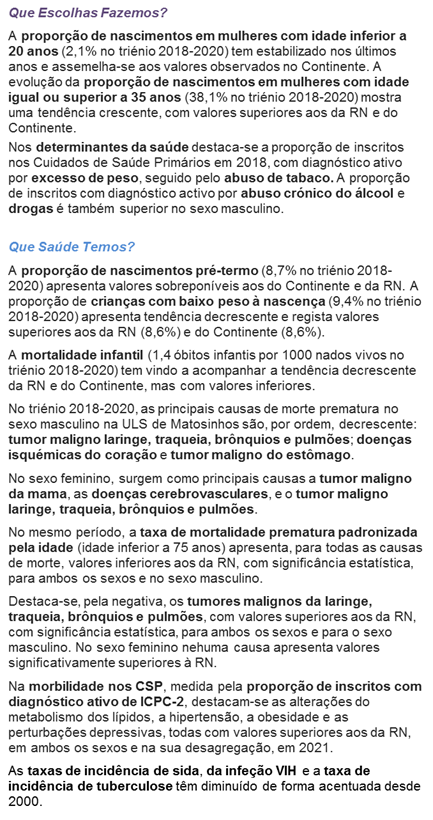 Que Escolhas Fazemos?
A proporção de nascimentos em mulheres com idade inferior a
20 anos (2,1% no triénio 2018-2020) tem estabilizado nos últimos
anos e assemelha-se aos valores observados no Continente. A
evolução da proporção de nascimentos em mulheres com idade
igual ou superior a 35 anos (38,1% no triénio 2018-2020) mostra
uma tendência crescente, com valores superiores aos da RN e do
Continente.
Nos determinantes da saúde destaca-se a proporção de inscritos
nos Cuidados de Saúde Primários em 2018, com diagnóstico ativo
por excesso de peso, seguido pelo abuso de tabaco. A proporção
de inscritos com diagnóstico activo por abuso crónico do álcool e
drogas é também superior no sexo masculino.
Que Saúde Temos?
A proporção de nascimentos pré-termo (8,7% no triénio 2018-
2020) apresenta valores sobreponíveis aos do Continente e da RN. A
proporção de crianças com baixo peso à nascença (9,4% no triénio
2018-2020) apresenta tendência decrescente e regista valores
superiores aos da RN (8,6%) e do Continente (8,6%).
A mortalidade infantil (1,4 óbitos infantis por 1000 nados vivos no
triénio 2018-2020) tem vindo a acompanhar a tendência decrescente
da RN e do Continente, mas com valores inferiores.
No triénio 2018-2020, as principais causas de morte prematura no
sexo masculino na ULS de Matosinhos são, por ordem, decrescente:
tumor maligno laringe, traqueia, brônquios e pulmões; doenças
isquémicas do coração e tumor maligno do estômago.
No sexo feminino, surgem como principais causas a tumor maligno
da mama, as doenças cerebrovasculares, e o tumor maligno
laringe, traqueia, brônquios e pulmões.
No mesmo período, a taxa de mortalidade prematura padronizada
pela idade (idade inferior a 75 anos) apresenta, para todas as causas
de morte, valores inferiores aos da RN, com significância estatística,
para ambos os sexos e no sexo masculino.
Destaca-se, pela negativa, os tumores malignos da laringe,
traqueia, brônquios e pulmões, com valores superiores aos da RN,
com significância estatística, para ambos os sexos e para o sexo
masculino. No sexo feminino nenhuma causa apresenta valores
significativamente superiores à RN.
Na morbilidade nos CSP, medida pela proporção de inscritos com
diagnóstico ativo de ICPC-2, destacam-se as alterações do
metabolismo dos lípidos, a hipertensão, a obesidade e as
perturbações depressivas, todas com valores superiores aos da RN,
em ambos os sexos e na sua desagregação, em 2021.
As taxas de incidência de sida, da infeção VIH e a taxa de
incidência de tuberculose têm diminuído de forma acentuada desde
2000.